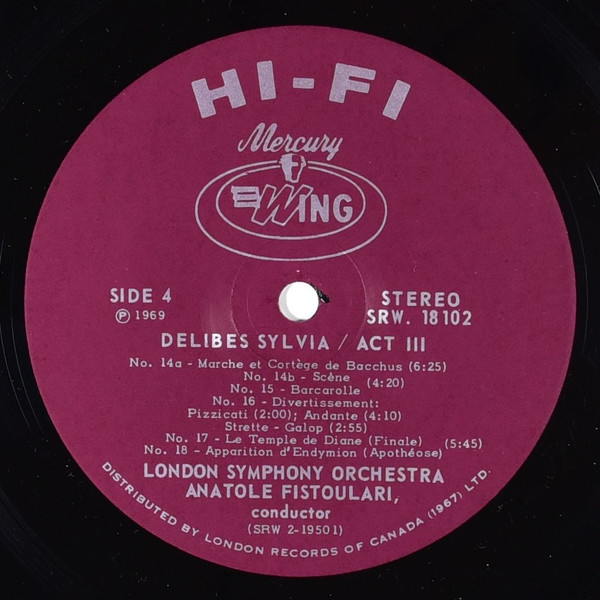 HI-FI
Mercury
WING
SIDE 4
℗ 1969
STEREO
SRW. 18102
DELIBES SYLVIA / ACT III
No. 14a - Marche et Cortège de Bacchus (6:25)
No. 14b - Scène
(4:20)
No. 15 - Barcarolle
No. 16 - Divertissement:
Pizzicati (2:00); Andante (4:10)
Strette - Galop (2:55)
No. 17 - Le Temple de Diane (Finale)
(5:45)
No. 18 - Apparition d'Endymion (Apothéose)
LONDON SYMPHONY ORCHESTRA
ANATOLE FISTOULARI,
conductor
(SRW 2-19501)
DISTRIBUTED BY LONDON RECORDS OF CANADA (1967) LTD.